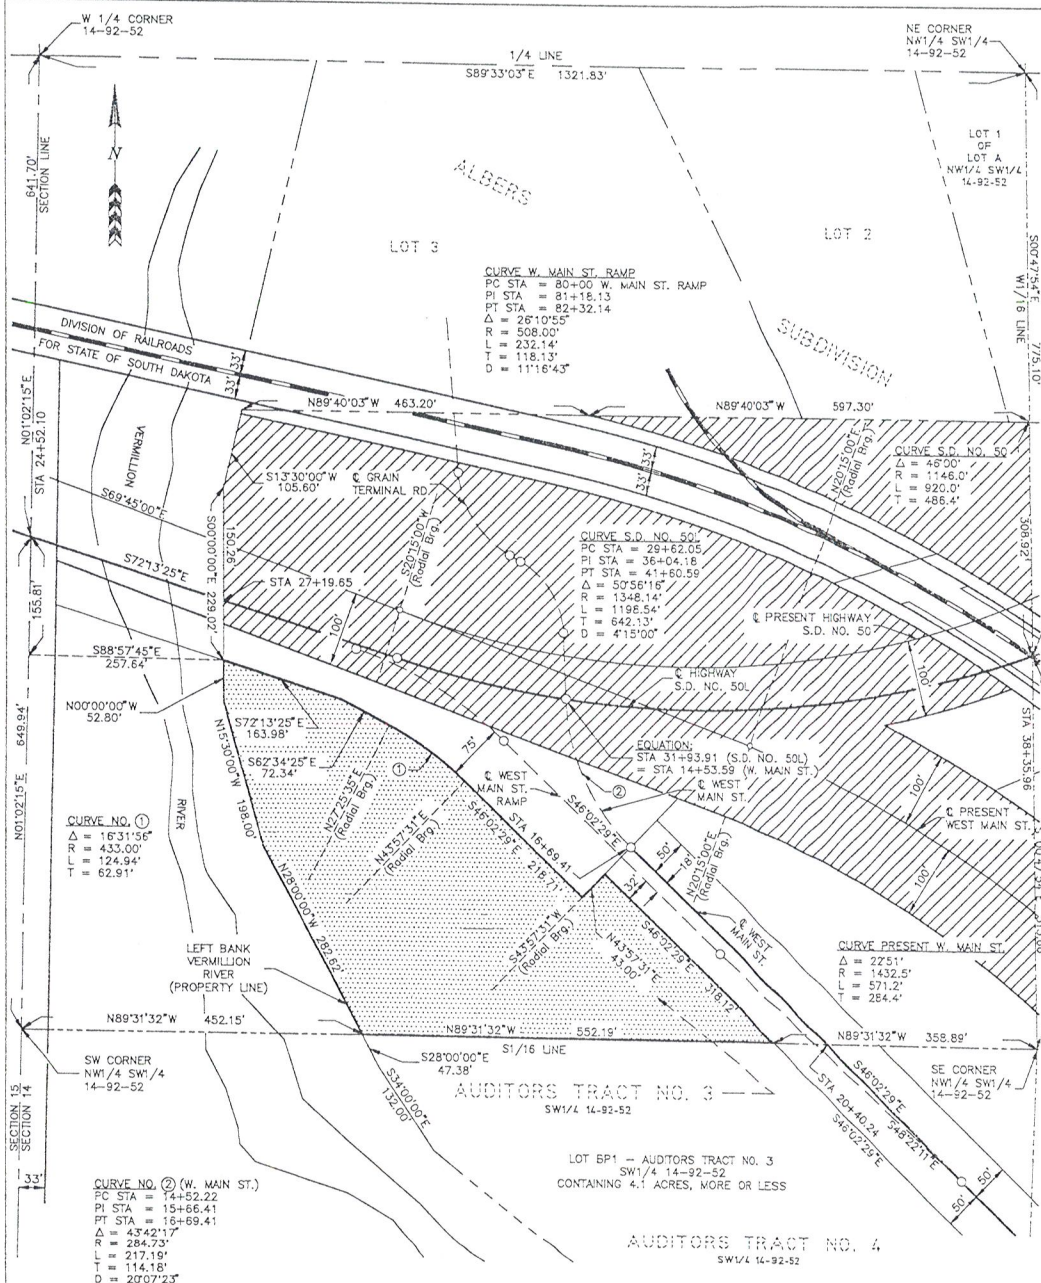 W 1/4 CORNER
14-92-52
NE CORNER
NW1/4 SW1/4
14-92-52
1/4 LINE
S89°33'03"E 1321.83'
641.70'
SECTION LINE
N
ALBERS
LOT 1
OF
LOT A
NW1/4 SW1/4
14-92-52
LOT 3
LOT 2
S00°47'54"E
W1/16 LINE
775.10'
CURVE W. MAIN ST. RAMP
PC STA = 80+00 W. MAIN ST. RAMP
PI STA = 81+18.13
PT STA = 82+32.14
Δ = 26°10'55"
R = 508.00'
L = 232.14'
T = 118.13'
D = 11°16'43"
SUBDIVISION
DIVISION OF RAILROADS
FOR STATE OF SOUTH DAKOTA
33'
33'
N89°40'03"W 463.20'
N89°40'03"W 597.30'
N01°02'15"E
STA 24+52.10
VERMILLION
S13°30'00"W
105.60'
℄ GRAIN
TERMINAL RD.
33'
33'
N20°15'00"E
(Radial Brg.)
CURVE S.D. NO. 50
Δ = 46°00'
R = 1146.0'
L = 920.0'
T = 486.4'
S69°45'00"E
S00°00'00"E 229.02'
150.26'
S20°15'00"W
(Radial Brg.)
CURVE S.D. NO. 50L
PC STA = 29+62.05
PI STA = 36+04.18
PT STA = 41+60.59
Δ = 50°56'16"
R = 1348.14'
L = 1198.54'
T = 642.13'
D = 4°15'00"
308.92'
S72°13'25"E
STA 27+19.65
100'
℄ PRESENT HIGHWAY
S.D. NO. 50
155.81'
S88°57'45"E
257.64'
℄ HIGHWAY
S.D. NO. 50L
100'
N00°00'00"W
52.80'
S72°13'25"E
163.98'
S62°34'25"E
72.34'
1
75'
EQUATION:
STA 31+93.91 (S.D. NO. 50L)
= STA 14+53.59 (W. MAIN ST.)
STA 38+35.96
649.94'
N01°02'15"E
N15°30'00"W 198.00'
N27°25'35"E
(Radial Brg.)
℄ WEST
MAIN ST.
RAMP
2
℄ WEST
MAIN ST.
100'
℄ PRESENT
WEST MAIN ST.
RIVER
CURVE NO. 1
Δ = 16°31'56"
R = 433.00'
L = 124.94'
T = 62.91'
N43°57'31"E
(Radial Brg.)
S46°02'29"E 218.71'
STA 16+69.41
S46°02'29"E
50'
18'
N20°15'00"E
(Radial Brg.)
100'
N28°00'00"W 282.62'
32'
LEFT BANK
VERMILLION
RIVER
(PROPERTY LINE)
S43°57'31"W
(Radial Brg.)
N43°57'31"E
43.00'
S46°02'29"E
318.12'
℄ WEST
MAIN ST.
CURVE PRESENT W. MAIN ST.
Δ = 22°51'
R = 1432.5'
L = 571.2'
T = 284.4'
N89°31'32"W 452.15'
N89°31'32"W 552.19'
N89°31'32"W 358.89'
S1/16 LINE
SW CORNER
NW1/4 SW1/4
14-92-52
S28°00'00"E
47.38'
SE CORNER
NW1/4 SW1/4
14-92-52
S34°00'00"E
132.00'
AUDITORS TRACT NO. 3
SW1/4 14-92-52
STA 20+40.24
S46°02'29"E
S46°02'29"E
S48°22'11"E
SECTION 15
SECTION 14
33'
LOT BP1 - AUDITORS TRACT NO. 3
SW1/4 14-92-52
CONTAINING 4.1 ACRES, MORE OR LESS
50'
50'
CURVE NO. 2 (W. MAIN ST.)
PC STA = 14+52.22
PI STA = 15+66.41
PT STA = 16+69.41
Δ = 43°42'17"
R = 284.73'
L = 217.19'
T = 114.18'
D = 20°07'23"
AUDITORS TRACT NO. 4
SW1/4 14-92-52